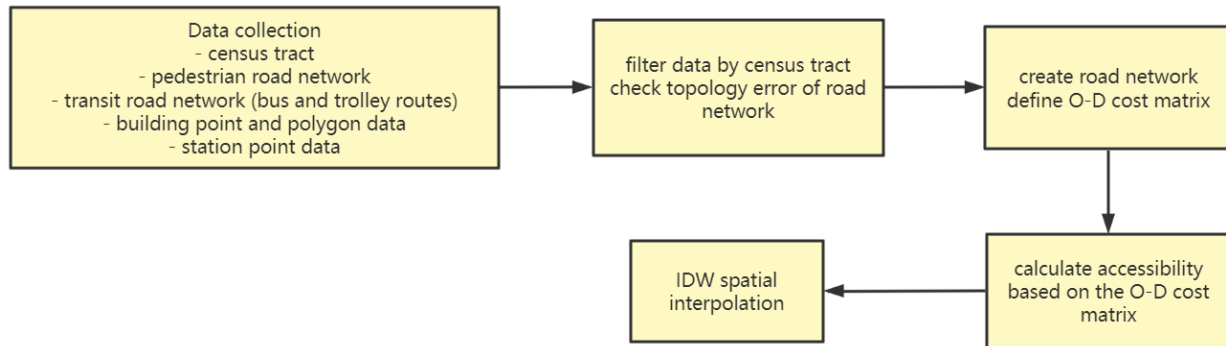 Data collection
- census tract
- pedestrian road network
- transit road network (bus and trolley routes)
- building point and polygon data
- station point data
filter data by census tract
check topology error of road
network
create road network
define O-D cost matrix
calculate accessibility
based on the O-D cost
matrix
IDW spatial
interpolation